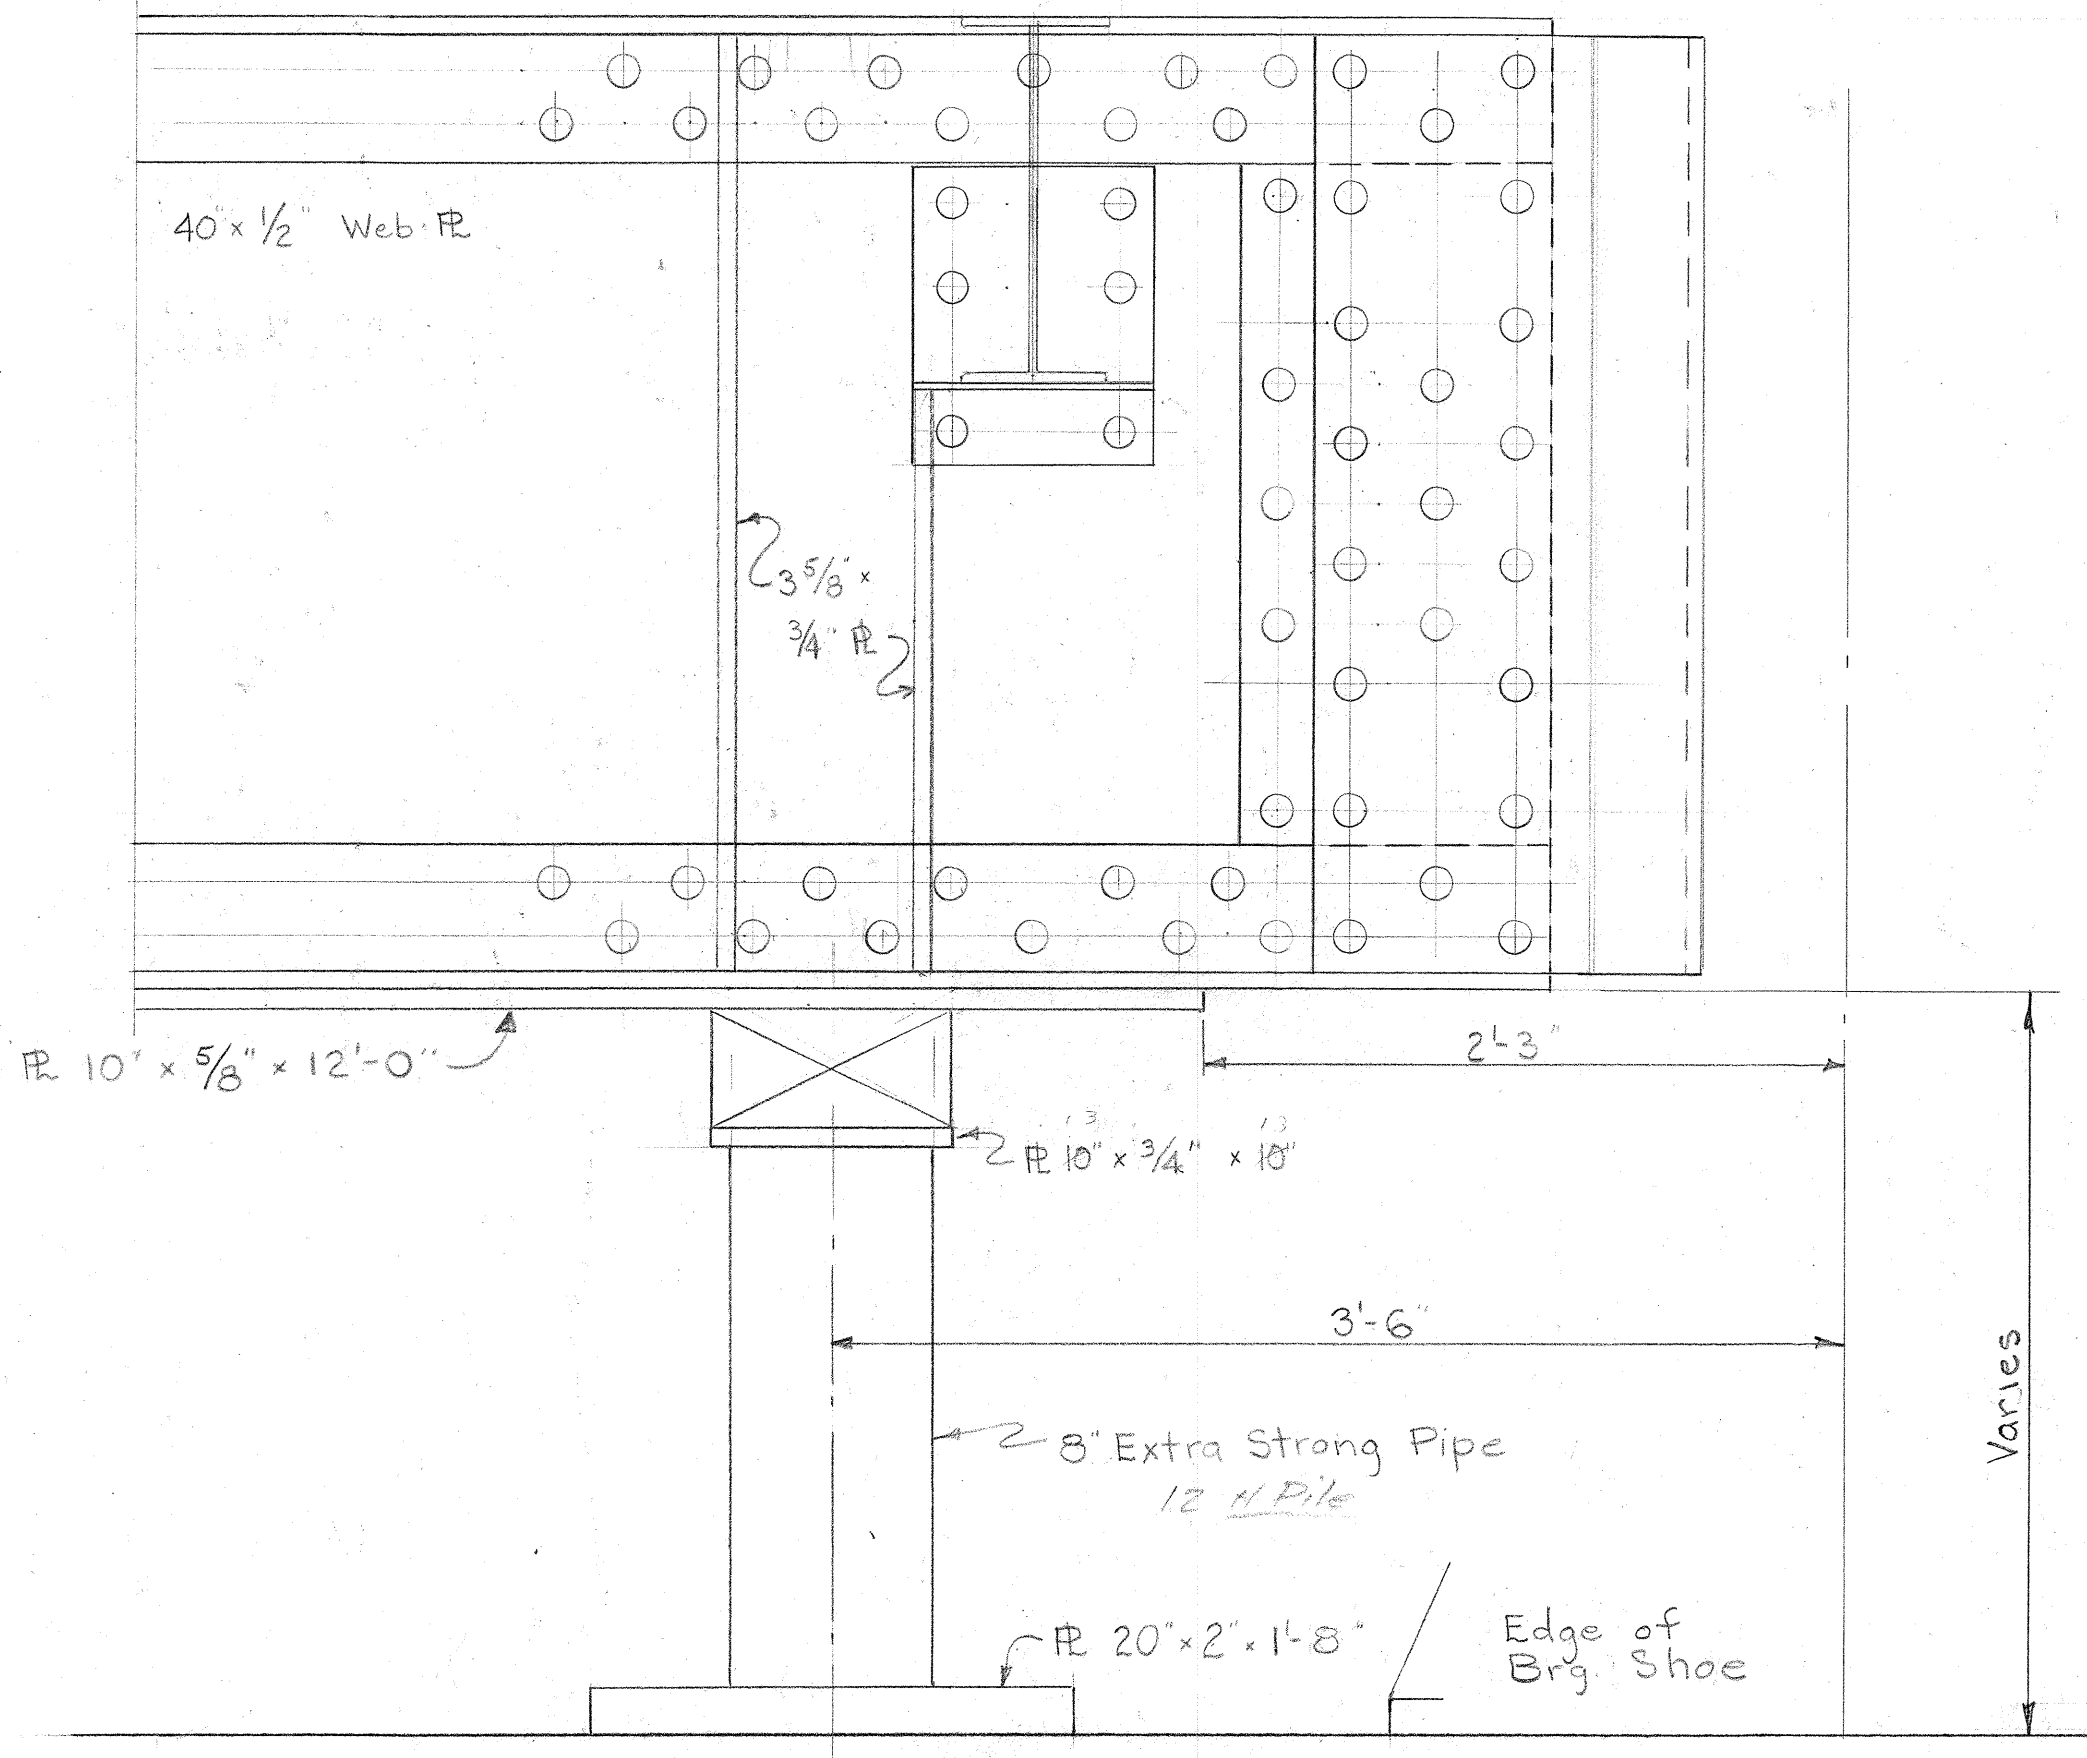 40" x 1/2" Web ℙL
3 5/8" x
3/4" ℙL
ℙL 10" x 5/8" x 12'-0"
2'-3"
13 13
ℙL 10" x 3/4" x 10"
3'-6"
8" Extra Strong Pipe
12 H Pile
Varies
ℙL 20" x 2" x 1'-8"
Edge of
Brg. Shoe